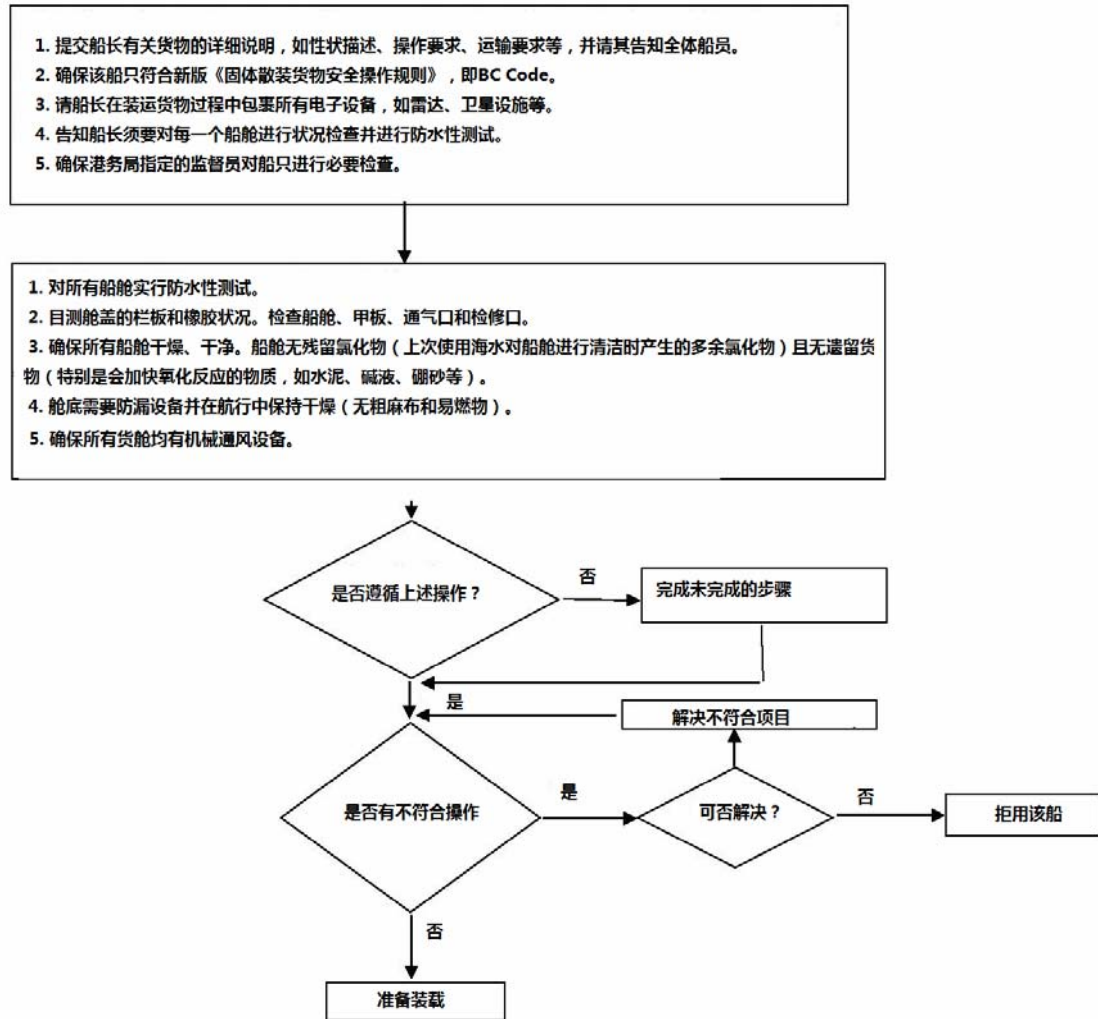 1. 提交船长有关货物的详细说明，如性状描述、操作要求、运输要求等，并请其告知全体船员。
2. 确保该船只符合新版《固体散装货物安全操作规则》，即BC Code。
3. 请船长在装运货物过程中包裹所有电子设备，如雷达、卫星设施等。
4. 告知船长须要对每一个船舱进行状况检查并进行防水性测试。
5. 确保港务局指定的监督员对船只进行必要检查。
1. 对所有船舱实行防水性测试。
2. 目测舱盖的栏板和橡胶状况。检查船舱、甲板、通气口和检修口。
3. 确保所有船舱干燥、干净。船舱无残留氯化物（上次使用海水对船舱进行清洁时产生的多余氯化物）且无遗留货
物（特别是会加快氧化反应的物质，如水泥、碱液、硼砂等）。
4. 舱底需要防漏设备并在航行中保持干燥（无粗麻布和易燃物）。
5. 确保所有货舱均有机械通风设备。
是否遵循上述操作？
否
完成未完成的步骤
是
解决不符合项目
是否有不符合操作
是
可否解决？
否
拒用该船
否
准备装载